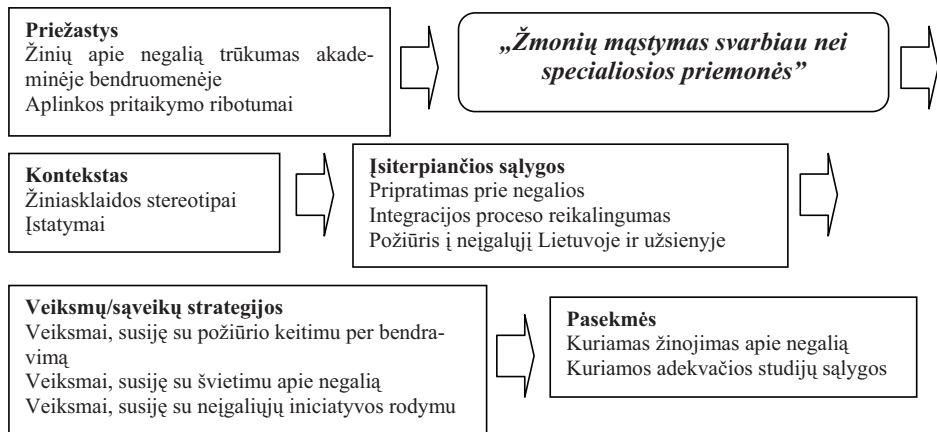 Priežastys
Žinių apie negalią trūkumas akade-
minėje bendruomenėje
Aplinkos pritaikymo ribotumai
„Žmonių mąstymas svarbiau nei
specialiosios priemonės”
Kontekstas
Žiniasklaidos stereotipai
Įstatymai
Įsiterpiančios sąlygos
Pripratimas prie negalios
Integracijos proceso reikalingumas
Požiūris į neįgalųjį Lietuvoje ir užsienyje
Veiksmų/sąveikų strategijos
Veiksmai, susiję su požiūrio keitimu per bendra-
vimą
Veiksmai, susiję su švietimu apie negalią
Veiksmai, susiję su neįgaliųjų iniciatyvos rodymu
Pasekmės
Kuriamas žinojimas apie negalią
Kuriamos adekvačios studijų sąlygos